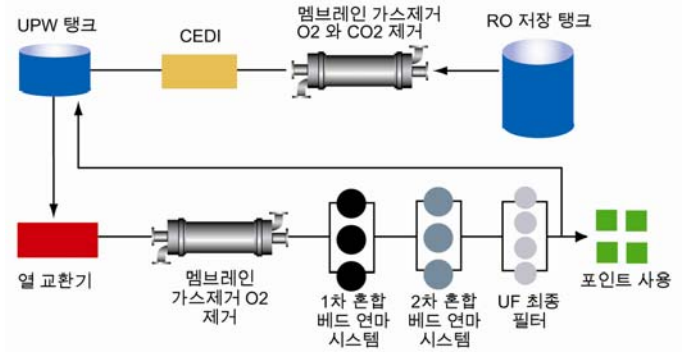 UPW 탱크
CEDI
멤브레인 가스제거
O2 와 CO2 제거
RO 저장 탱크
열 교환기
멤브레인
가스제거 O2
제거
1차 혼합
베드 연마
시스템
2차 혼합
베드 연마
시스템
UF 최종
필터
포인트 사용